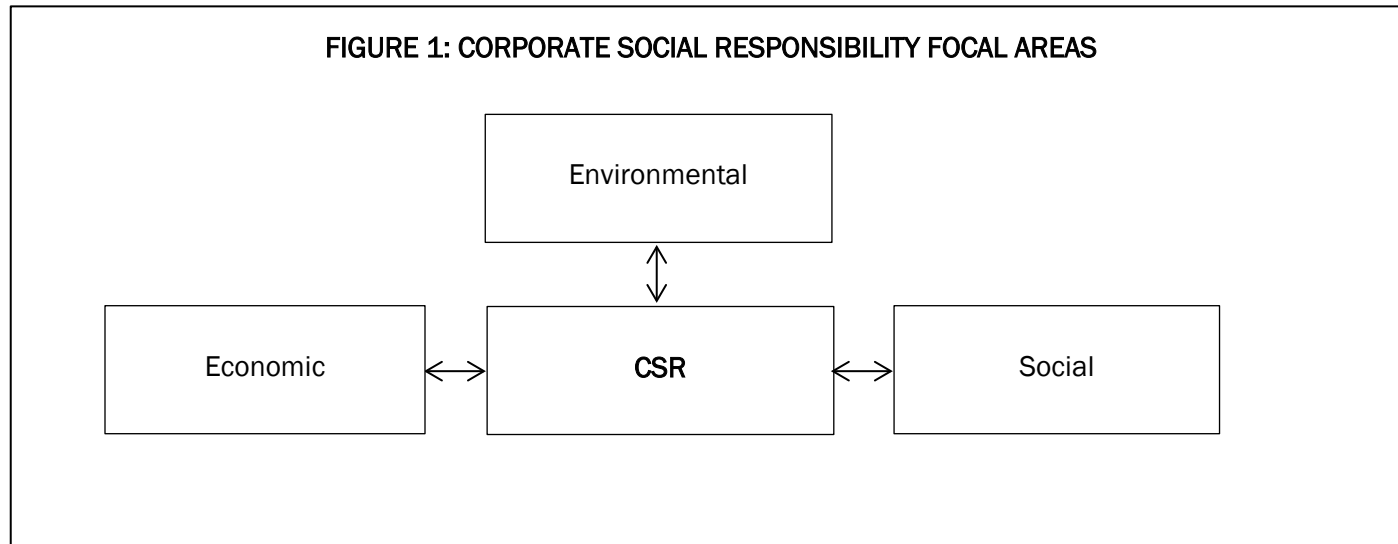 FIGURE 1: CORPORATE SOCIAL RESPONSIBILITY FOCAL AREAS
Environmental
Economic
CSR
Social